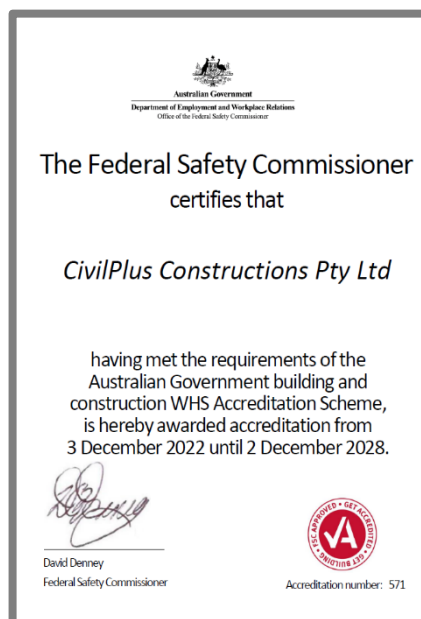 Australian Government
Department of Employment and Workplace Relations
Office of the Federal Safety Commissioner
The Federal Safety Commissioner
certifies that
CivilPlus Constructions Pty Ltd
having met the requirements of the
Australian Government building and
construction WHS Accreditation Scheme,
is hereby awarded accreditation from
3 December 2022 until 2 December 2028.
David Denney
Federal Safety Commissioner
FSC APPROVED • GET ACCREDITED • GET BUILDING •
Accreditation number: 571